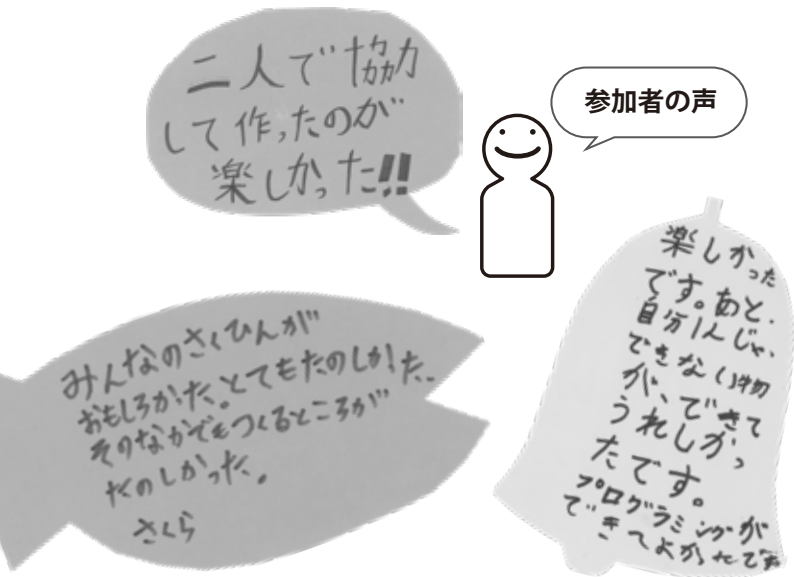 二人で協力
して作ったのが
楽しかった!!
参加者の声
みんなのさくひんが
おもしろかった。とてもたのしかった。
そのなかでもつくるところが
たのしかった。
さくら
楽しかった
です。あと、
自分1人じゃ、
できない物
が、できて
うれしかっ
たです。
プログラミングが
できてよかったです